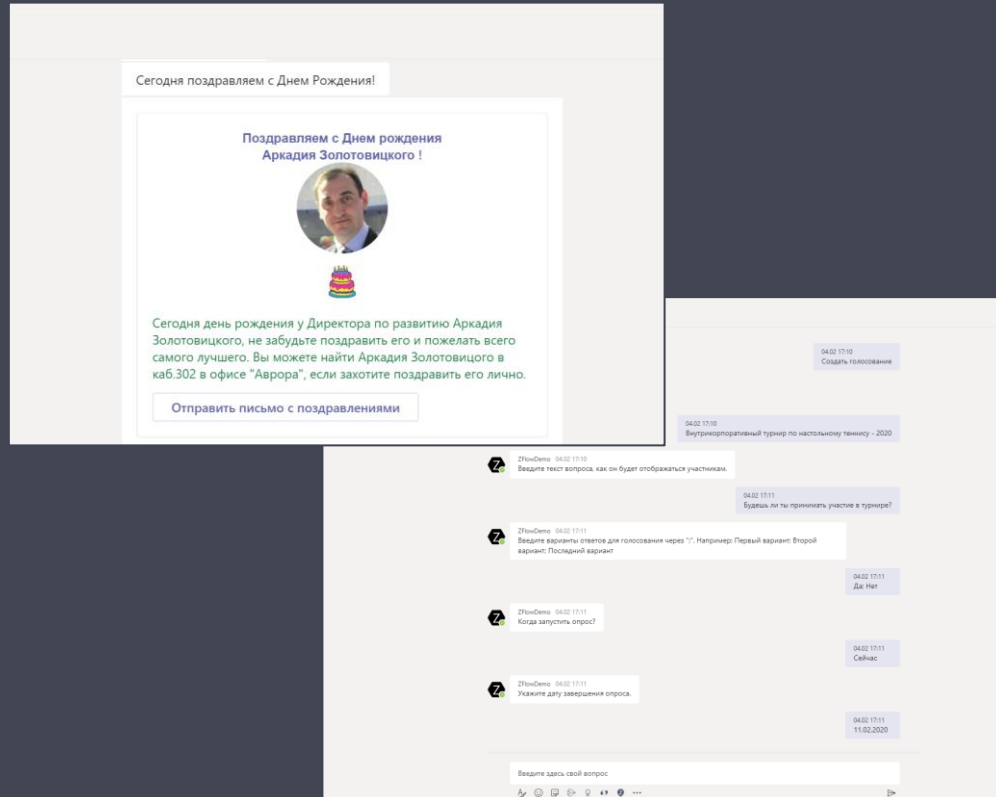 Сегодня поздравляем с Днем Рождения!
Поздравляем с Днем рождения
Аркадия Золотовицкого !
Сегодня день рождения у Директора по развитию Аркадия
Золотовицкого, не забудьте поздравить его и пожелать всего
самого лучшего. Вы можете найти Аркадия Золотовицого в
каб.302 в офисе "Аврора", если захотите поздравить его лично.
Отправить письмо с поздравлениями
04.02 17:10
Создать голосование
04.02 17:10
Внутрикорпоративный турнир по настольному теннису - 2020
ZFlowDemo 04.02 17:10
Введите текст вопроса, как он будет отображаться участникам.
04.02 17:11
Будешь ли ты принимать участие в турнире?
ZFlowDemo 04.02 17:11
Введите варианты ответов для голосования через ":". Например: Первый вариант: Второй
вариант: Последний вариант
04.02 17:11
Да: Нет
ZFlowDemo 04.02 17:11
Когда запустить опрос?
04.02 17:11
Сейчас
ZFlowDemo 04.02 17:11
Укажите дату завершения опроса.
04.02 17:11
11.02.2020
Введите здесь свой вопрос